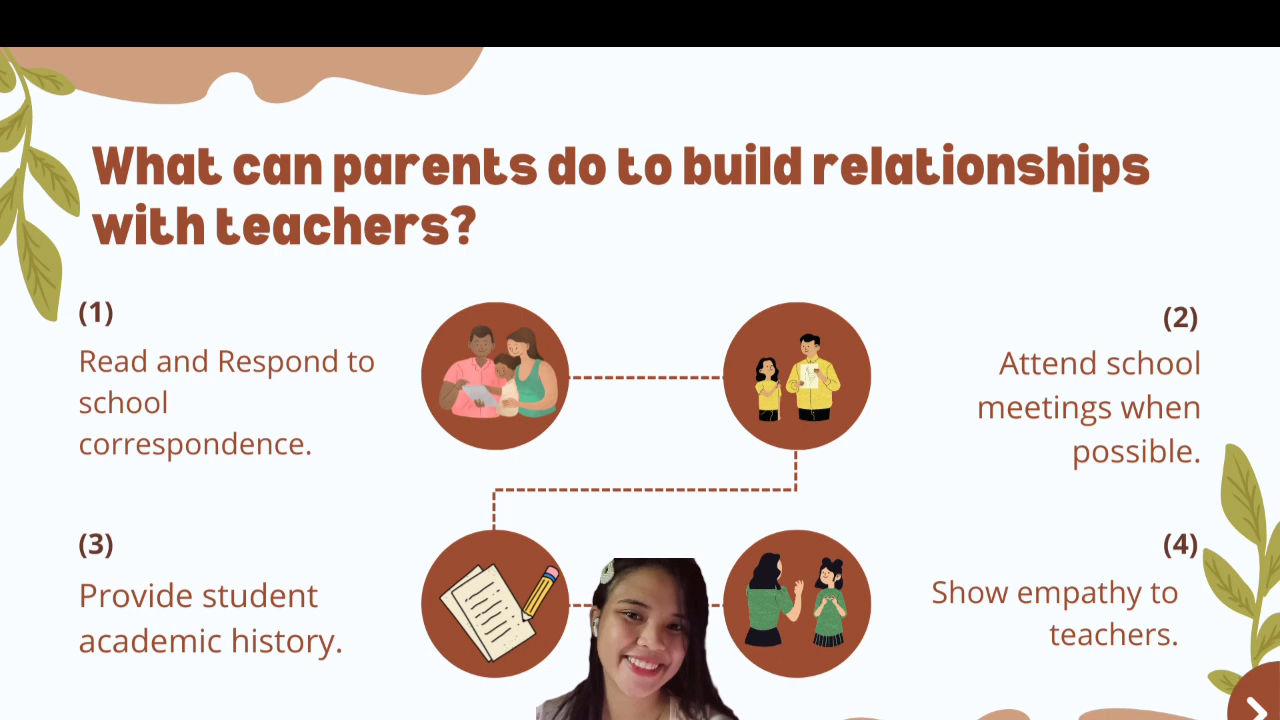 What can parents do to build relationships
with teachers?
(1)
Read and Respond to
school
correspondence.
(2)
Attend school
meetings when
possible.
(3)
Provide student
academic history.
(4)
Show empathy to
teachers.